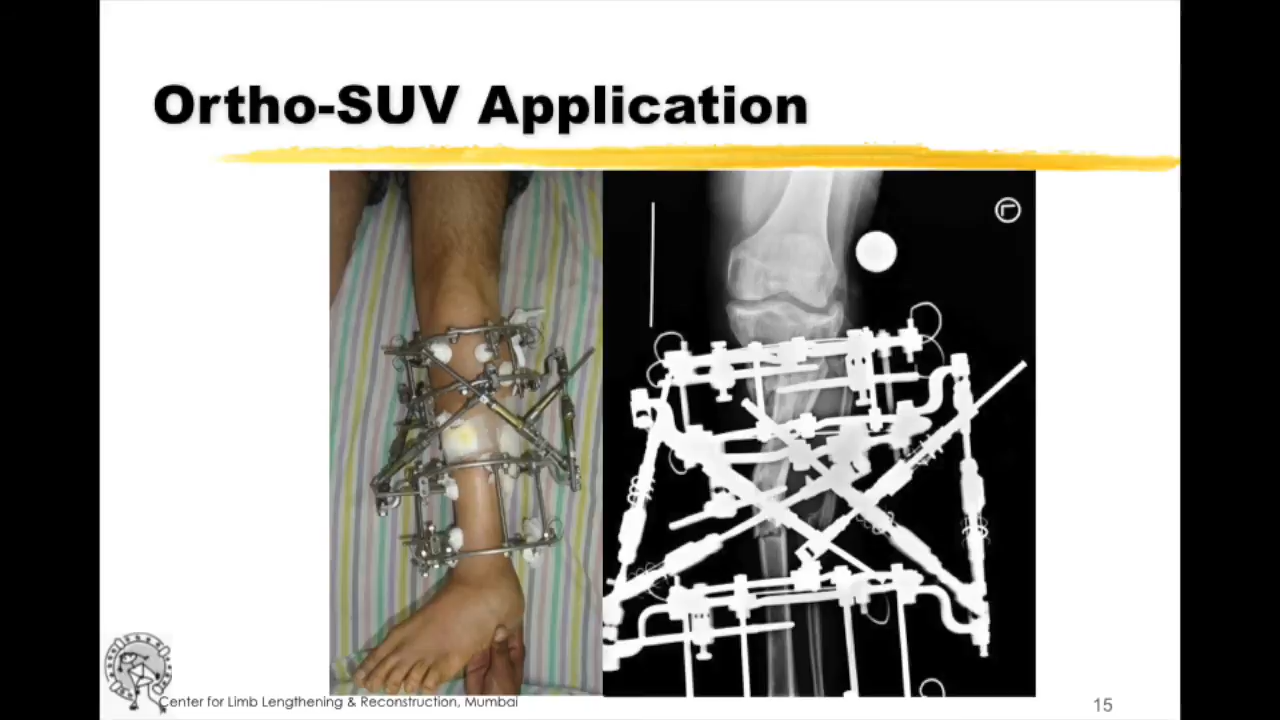 Ortho-SUV Application
Center for Limb Lengthening & Reconstruction, Mumbai
15